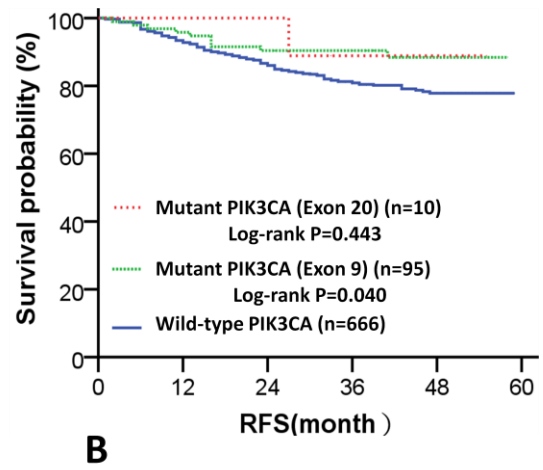 Survival probability (%)
100
80
60
40
20
0
Mutant PIK3CA (Exon 20) (n=10)
Log-rank P=0.443
Mutant PIK3CA (Exon 9) (n=95)
Log-rank P=0.040
Wild-type PIK3CA (n=666)
0 12 24 36 48 60
RFS(month）
B